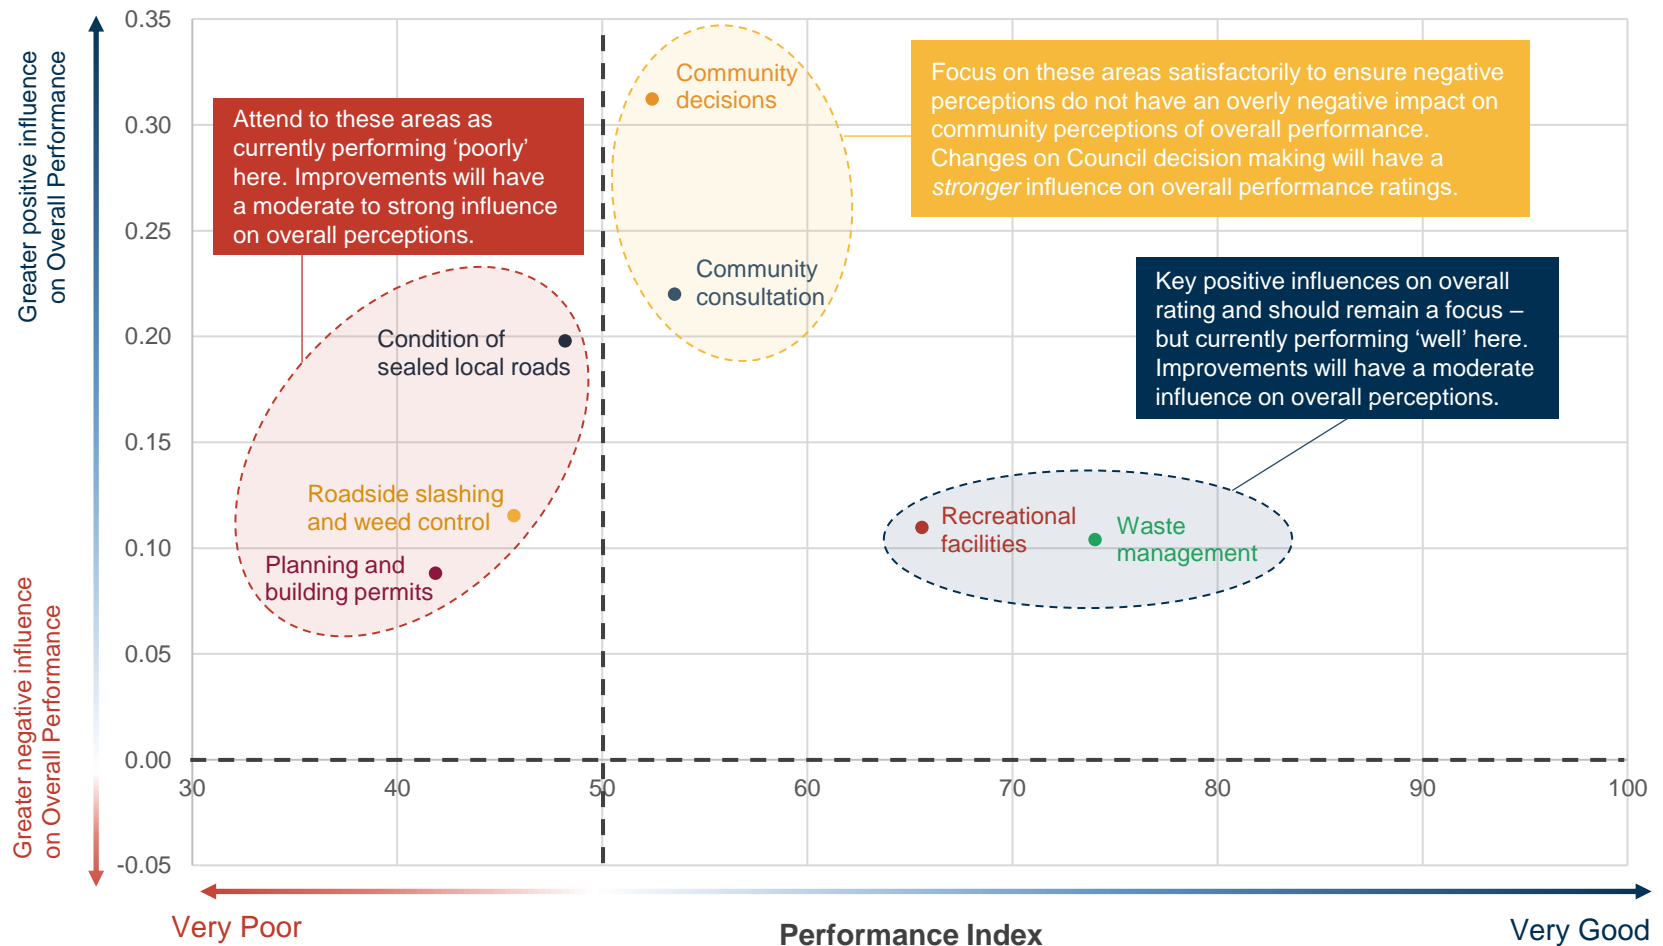 Greater positive influence
on Overall Performance
Greater negative influence
on Overall Performance
0.35
0.30
0.25
0.20
0.15
0.10
0.05
0.00
-0.05
30
40
50
60
70
80
90
100
Attend to these areas as
currently performing ‘poorly’
here. Improvements will have
a moderate to strong influence
on overall perceptions.
Community
decisions
Focus on these areas satisfactorily to ensure negative
perceptions do not have an overly negative impact on
community perceptions of overall performance.
Changes on Council decision making will have a
stronger influence on overall performance ratings.
Community
consultation
Key positive influences on overall
rating and should remain a focus –
but currently performing ‘well’ here.
Improvements will have a moderate
influence on overall perceptions.
Condition of
sealed local roads
Roadside slashing
and weed control
Planning and
building permits
Recreational
facilities
Waste
management
Very Poor
Performance Index
Very Good